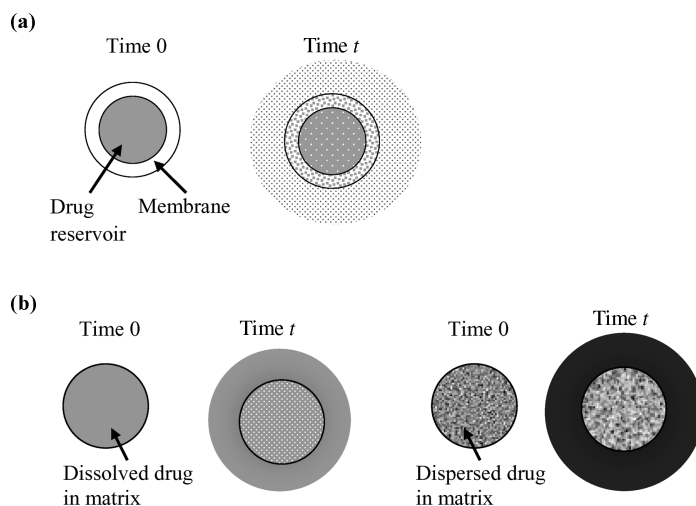 (a)
Time 0
Time t
Drug
reservoir
Membrane
(b)
Time 0
Time t
Dissolved drug
in matrix
Time 0
Time t
Dispersed drug
in matrix